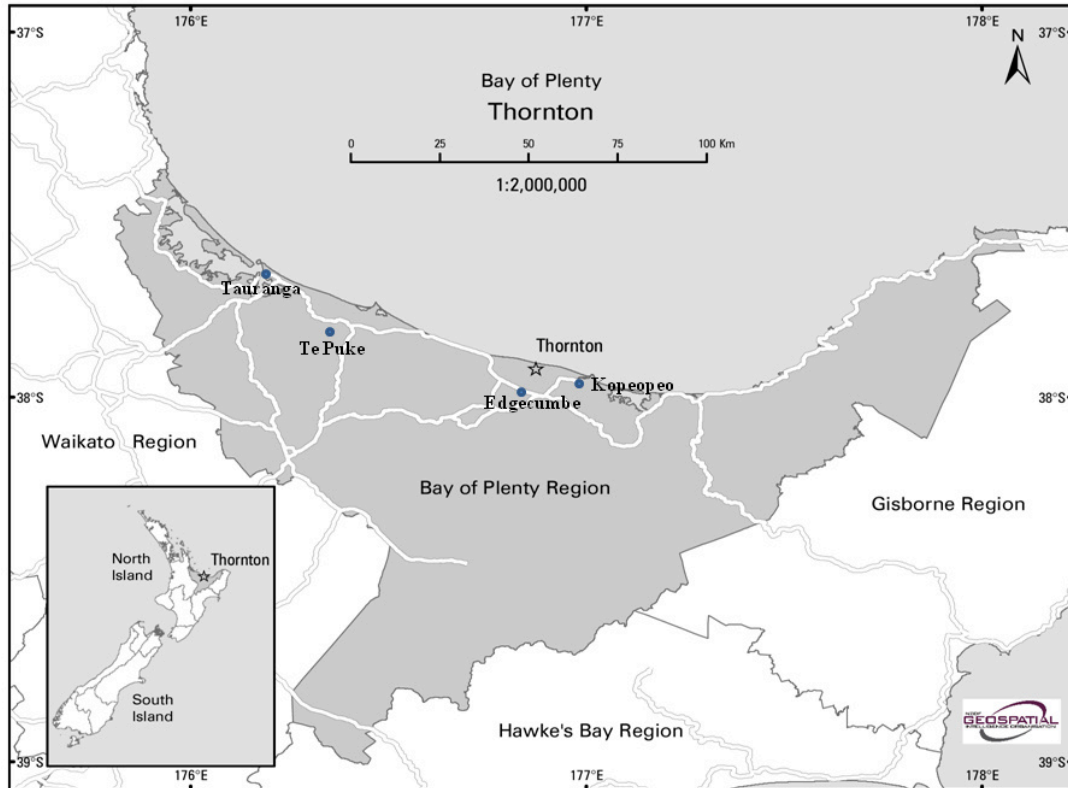 176°E
177°E
178°E
37°S
37°S
N
Bay of Plenty
Thornton
0 25 50 75 100 Km
1:2,000,000
Tauranga
Te Puke
Thornton
Kopeopeo
Edgecumbe
38°S
38°S
Waikato Region
Bay of Plenty Region
Gisborne Region
North
Island
Thornton
South
Island
Hawke's Bay Region
GEOSPATIAL
INTELLIGENCE ORGANISATION
39°S
39°S
176°E
177°E
178°E